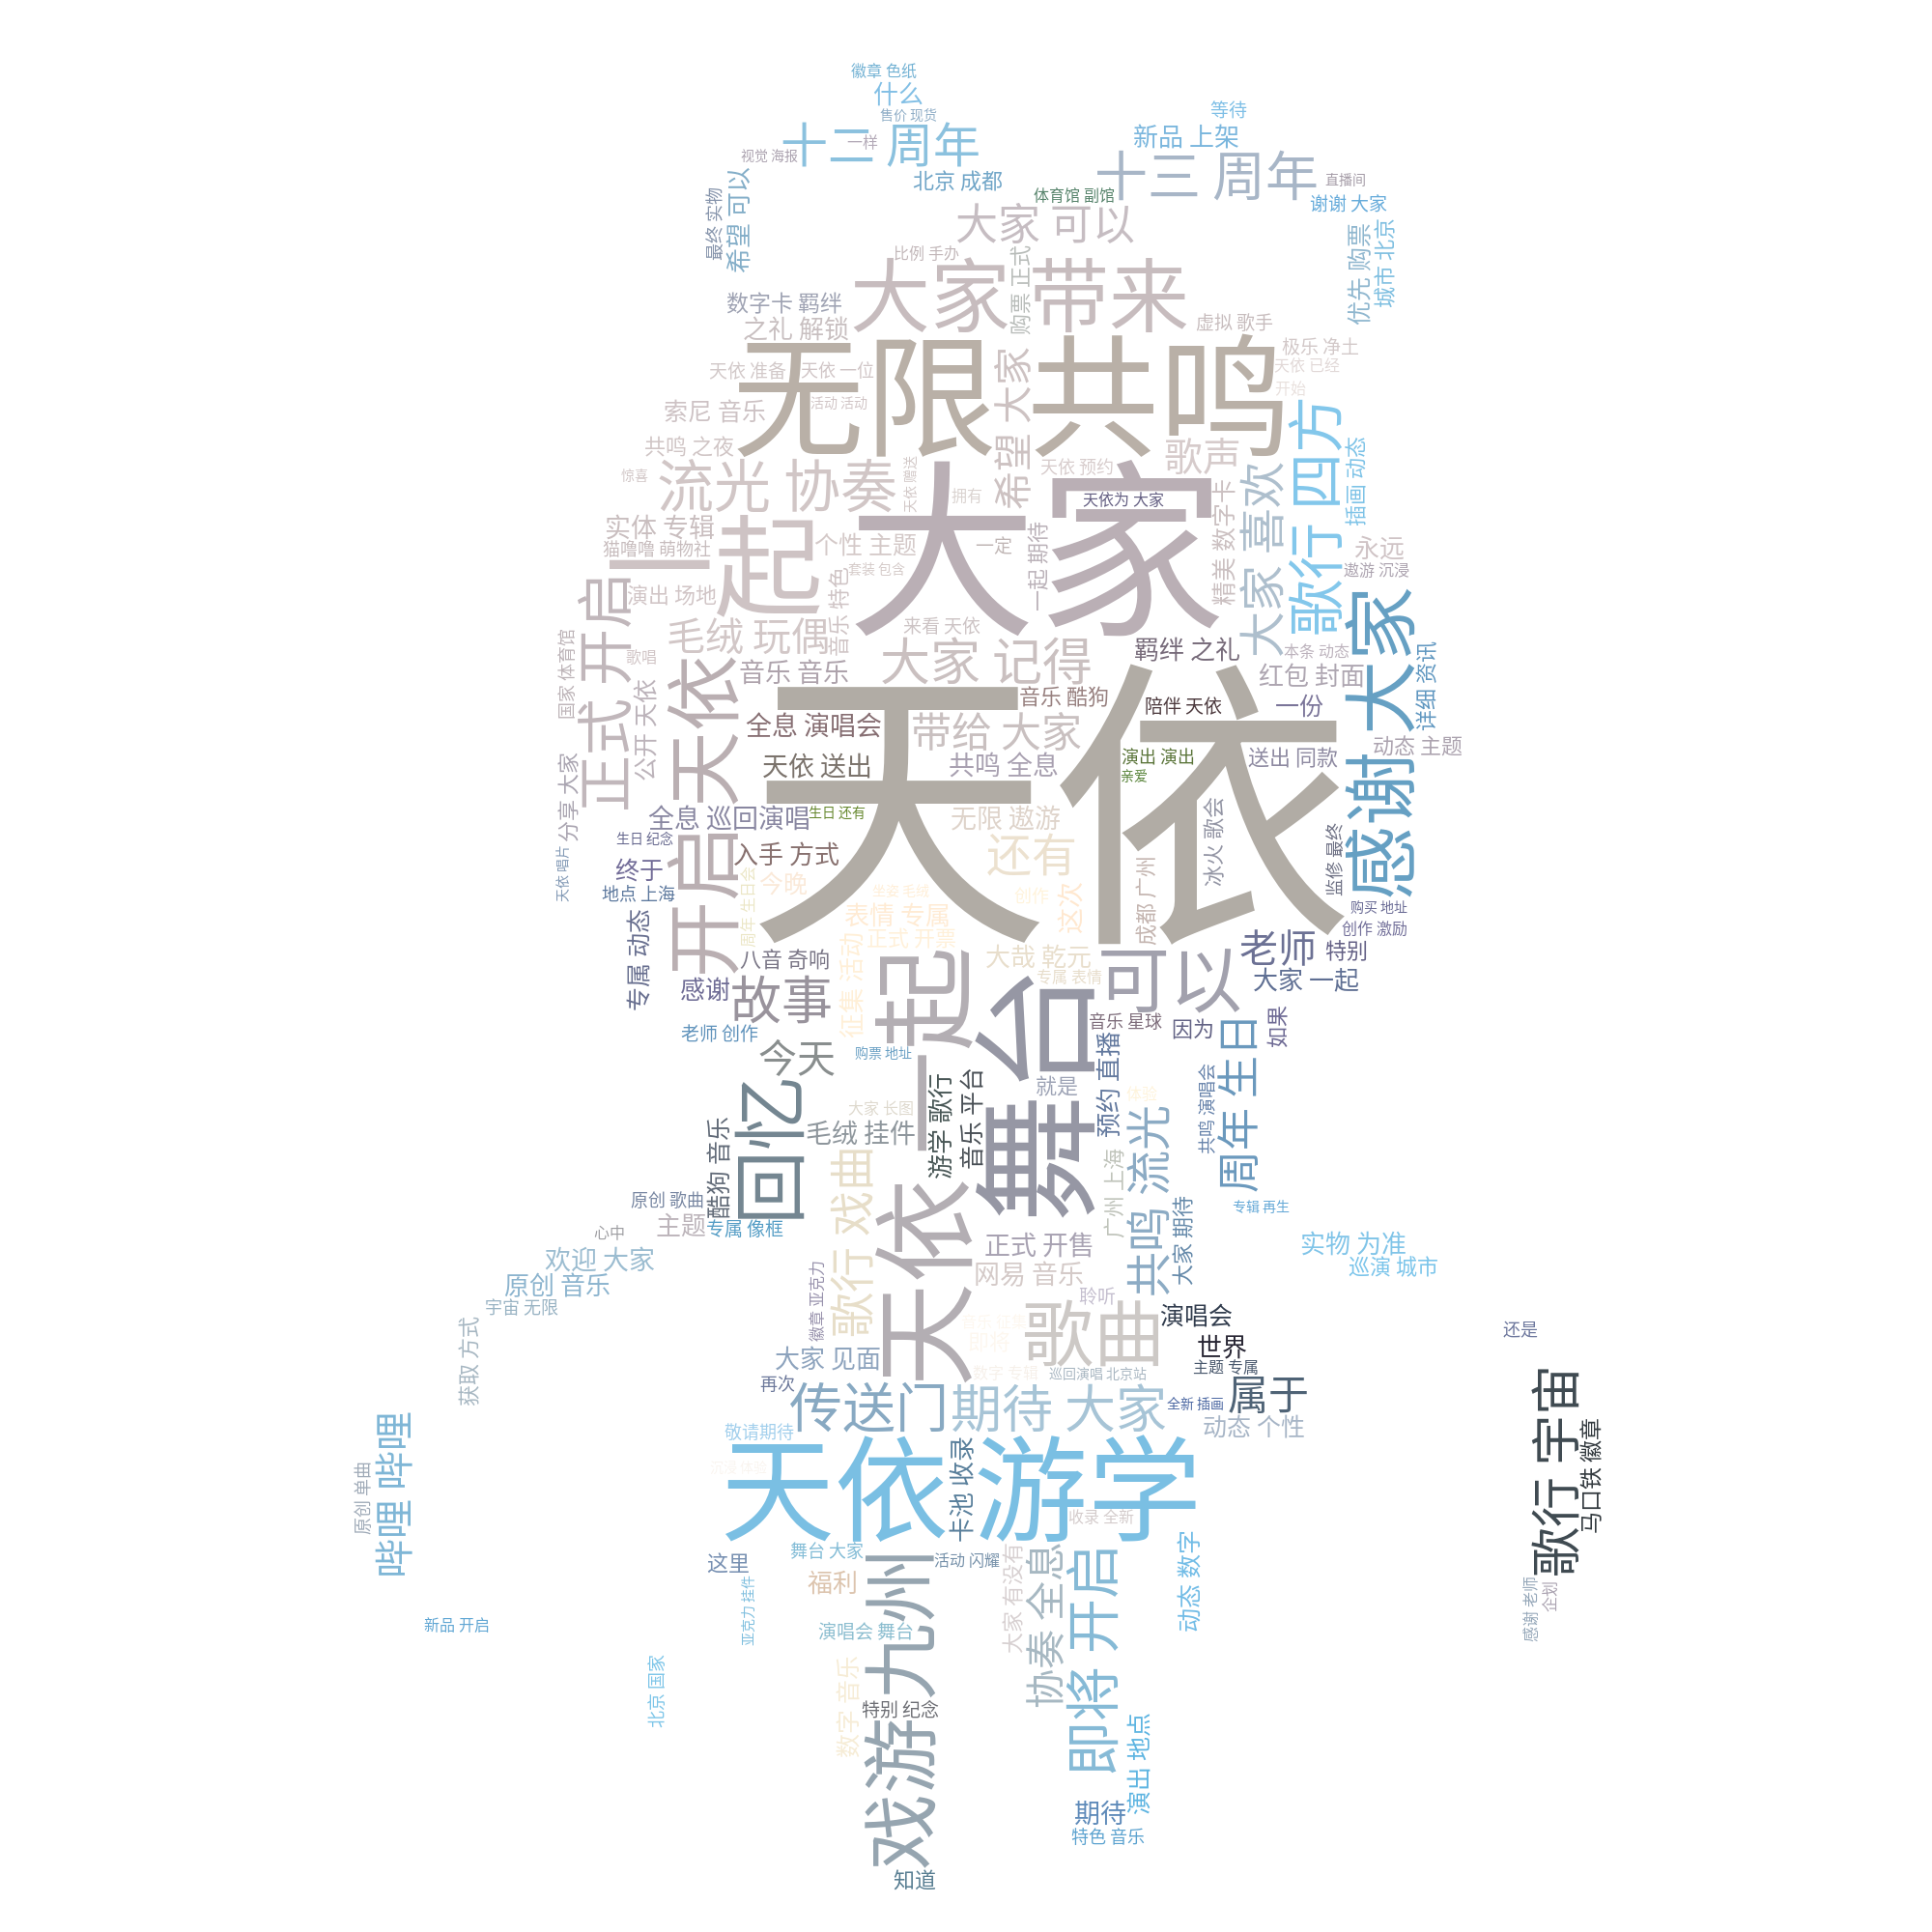 徽章 色纸
什么
售价 现货
十二 周年
一样
视觉 海报
北京 成都
等待
新品 上架
十三 周年
直播间
谢谢 大家
体育馆 副馆
大家 可以
最终 实物
希望 可以
优先 购票
城市 北京
比例 手办
购票 正式
大家 带来
数字卡 羁绊
之礼 解锁
虚拟 歌手
极乐 净土
天依 已经
开始
天依 准备
天依 一位
无限 共鸣
活动 活动
索尼 音乐
共鸣 之夜
希望 大家
天依 预约
歌声
惊喜
流光 协奏
天依 赠送
拥有
大家
天依为 大家
精美 数字卡
大家 喜欢
歌行 四方
插画 动态
实体 专辑
猫噜噜 萌物社
一起
个性 主题
一定
一起 期待
套装 包含
永远
遨游 沉浸
演出 场地
音乐 特色
毛绒 玩偶
来看 天依
大家 记得
羁绊 之礼
本条 动态
红包 封面
感谢 大家
详细 资讯
国家 体育馆
歌唱
正式 开启
公开 天依
开启 天依
音乐 音乐
音乐 酷狗
陪伴 天依
一份
全息 演唱会
带给 大家
天依
动态 主题
天依 送出
共鸣 全息
演出 演出
亲爱
送出 同款
分享 大家
全息 巡回演唱
生日 还有
无限 遨游
冰火 歌会
生日 纪念
入手 方式
还有
监修 最终
终于
天依 唱片
地点 上海
今晚
坐姿 毛绒
创作
这次
成都 广州
购买 地址
创作 激励
周年 生日会
表情 专属
正式 开票
专属 动态
八音 奇响
征集 活动
大哉 乾元
专属 表情
可以
老师
特别
大家 一起
感谢
故事
天依 一起
舞台
音乐 星球
因为
如果
老师 创作
今天
购票 地址
预约 直播
周年 生日
共鸣 演唱会
就是
体验
回忆
大家 长图
毛绒 挂件
游学 歌行
音乐 平台
酷狗 音乐
歌行 戏曲
广州 上海
共鸣 流光
大家 期待
原创 歌曲
主题
专属 像框
专辑 再生
心中
欢迎 大家
原创 音乐
宇宙 无限
正式 开售
网易 音乐
聆听
实物 为准
巡演 城市
徽章 亚克力
即将
歌曲
演唱会
世界
主题 专属
还是
获取 方式
大家 见面
再次
数字 专辑
巡回演唱 北京站
传送门
期待 大家
全新 插画
属于
动态 个性
敬请期待
歌行 宇宙
马口铁 徽章
哔哩 哔哩
原创 单曲
天依 游学
卡池 收录
收录 全新
这里
舞台 大家
活动 闪耀
福利
亚克力 挂件
大家 有没有
协奏 全息
即将 开启
动态 数字
感谢 老师
企划
新品 开启
演唱会 舞台
北京 国家
数字 音乐
特别 纪念
戏游 九州
演出 地点
期待
特色 音乐
知道